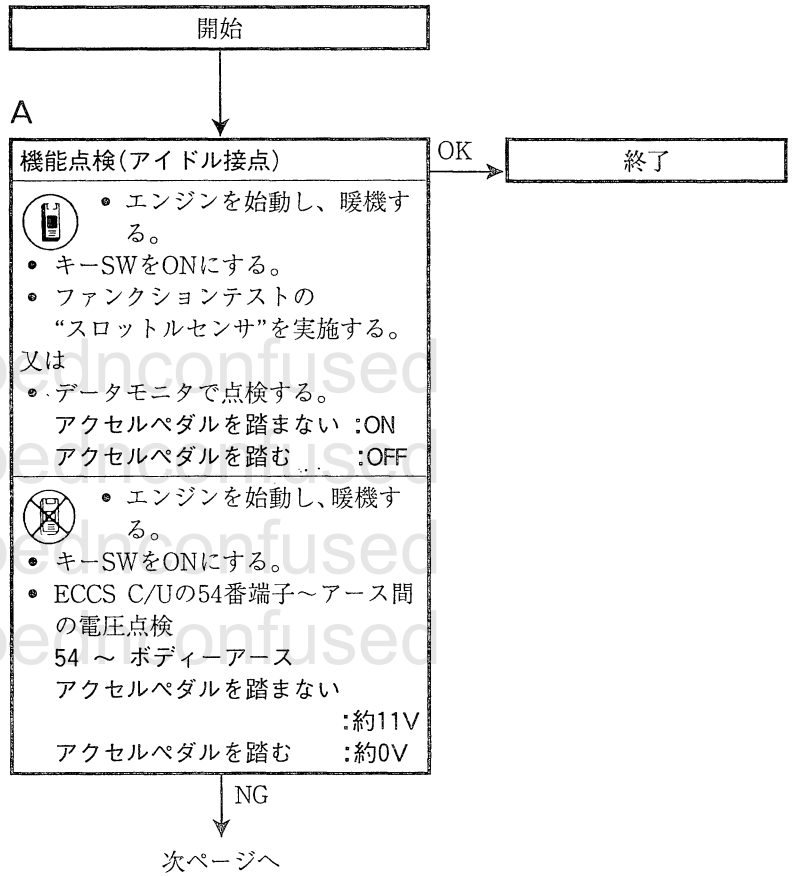 開始
A
機能点検(アイドル接点)
OK
終了
• エンジンを始動し、暖機す
る。
• キーSWをONにする。
• ファンクションテストの
“スロットルセンサ”を実施する。
又は
• データモニタで点検する。
アクセルペダルを踏まない :ON
アクセルペダルを踏む :OFF
• エンジンを始動し、暖機す
る。
• キーSWをONにする。
• ECCS C/Uの54番端子～アース間
の電圧点検
54 ～ ボディーアース
アクセルペダルを踏まない
:約11V
アクセルペダルを踏む :約0V
NG
次ページへ
pednconfused
pednconfused
pednconfused